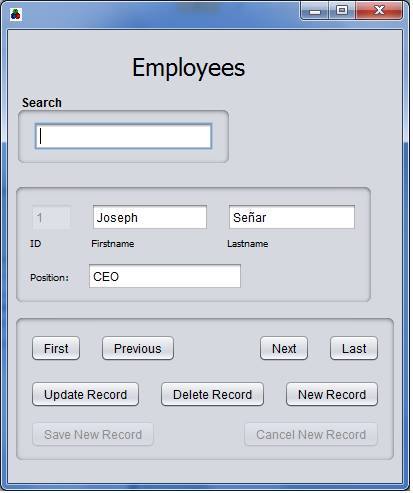 Employees
Search
1 Joseph Señar
ID Firstname Lastname
Position: CEO
First Previous Next Last
Update Record Delete Record New Record
Save New Record Cancel New Record